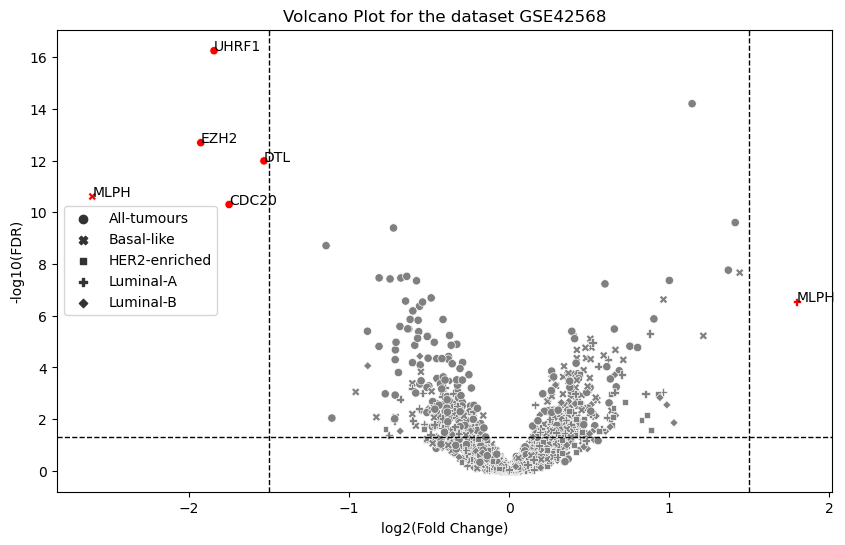 Volcano Plot for the dataset GSE42568
-log10(FDR)
16
14
12
10
8
6
4
2
0
UHRF1
EZH2
DTL
MLPH
CDC20
All-tumours
Basal-like
HER2-enriched
Luminal-A
Luminal-B
MLPH
−2
−1
0
1
2
log2(Fold Change)